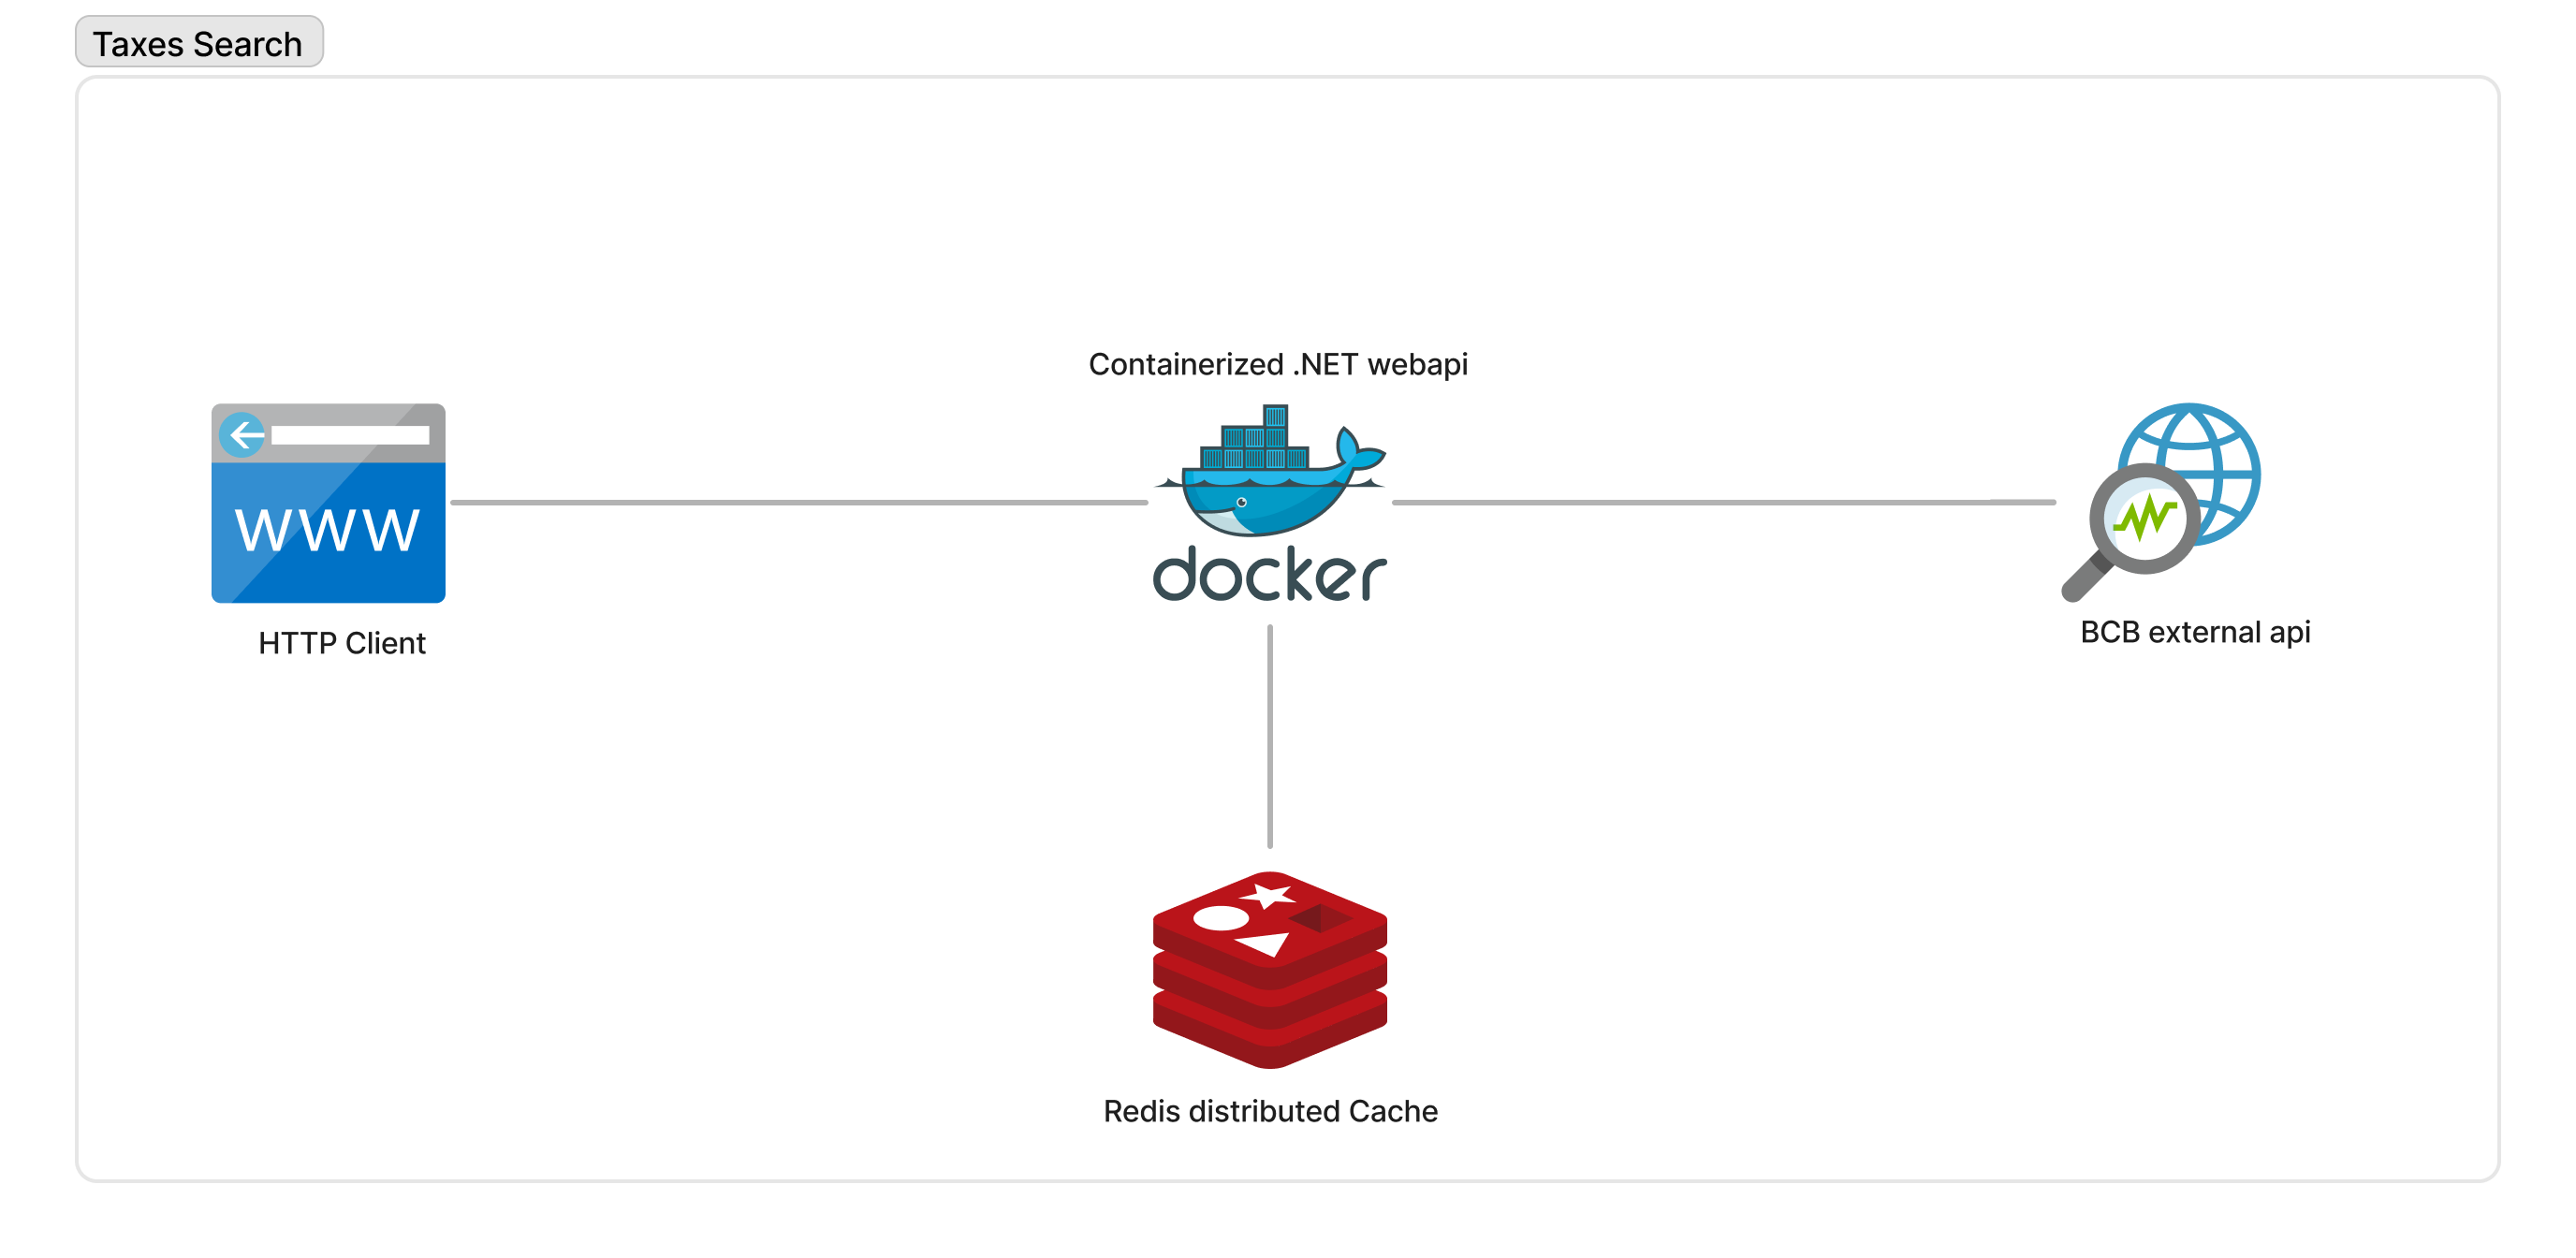 Taxes Search
Containerized .NET webapi
WWW
docker
HTTP Client
BCB external api
Redis distributed Cache